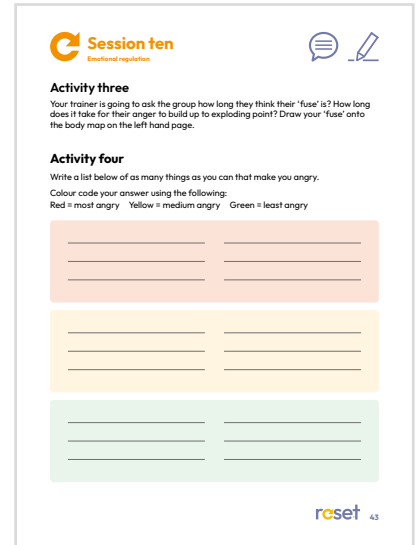 Session ten
Emotional regulation
Activity three
Your trainer is going to ask the group how long they think their ‘fuse’ is? How long
does it take for their anger to build up to exploding point? Draw your ‘fuse’ onto
the body map on the left hand page.
Activity four
Write a list below of as many things as you can that make you angry.
Colour code your answer using the following:
Red = most angry Yellow = medium angry Green = least angry
reset 43